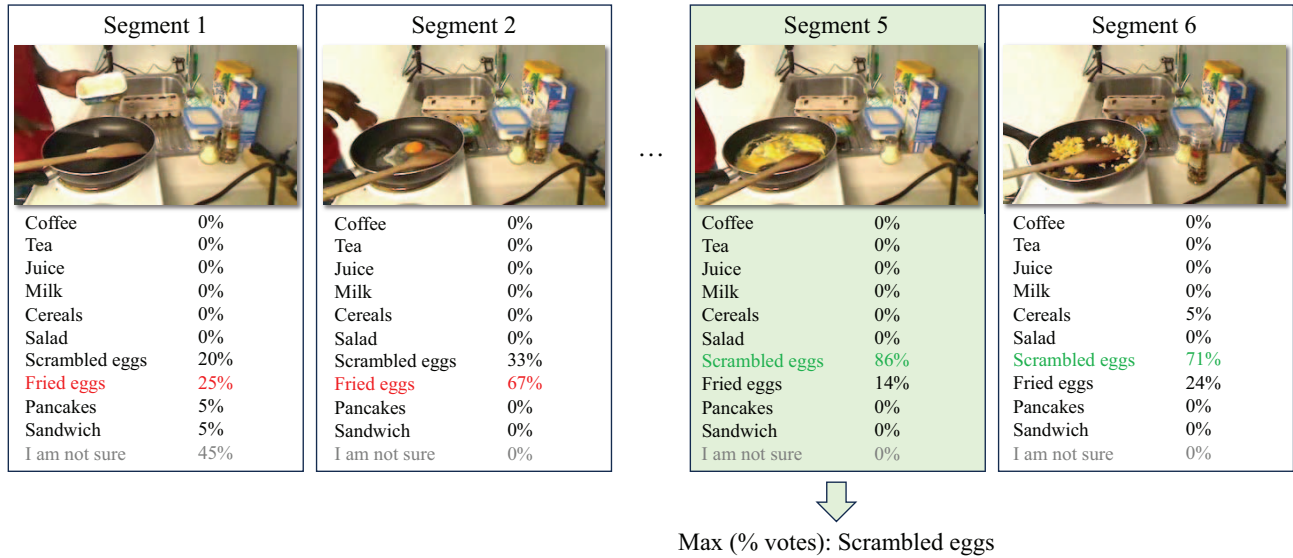 Segment 1
Coffee 0%
Tea 0%
Juice 0%
Milk 0%
Cereals 0%
Salad 0%
Scrambled eggs 20%
Fried eggs 25%
Pancakes 5%
Sandwich 5%
I am not sure 45%
Segment 2
Coffee 0%
Tea 0%
Juice 0%
Milk 0%
Cereals 0%
Salad 0%
Scrambled eggs 33%
Fried eggs 67%
Pancakes 0%
Sandwich 0%
I am not sure 0%
...
Segment 5
Coffee 0%
Tea 0%
Juice 0%
Milk 0%
Cereals 0%
Salad 0%
Scrambled eggs 86%
Fried eggs 14%
Pancakes 0%
Sandwich 0%
I am not sure 0%
Segment 6
Coffee 0%
Tea 0%
Juice 0%
Milk 0%
Cereals 5%
Salad 0%
Scrambled eggs 71%
Fried eggs 24%
Pancakes 0%
Sandwich 0%
I am not sure 0%
Max (% votes): Scrambled eggs